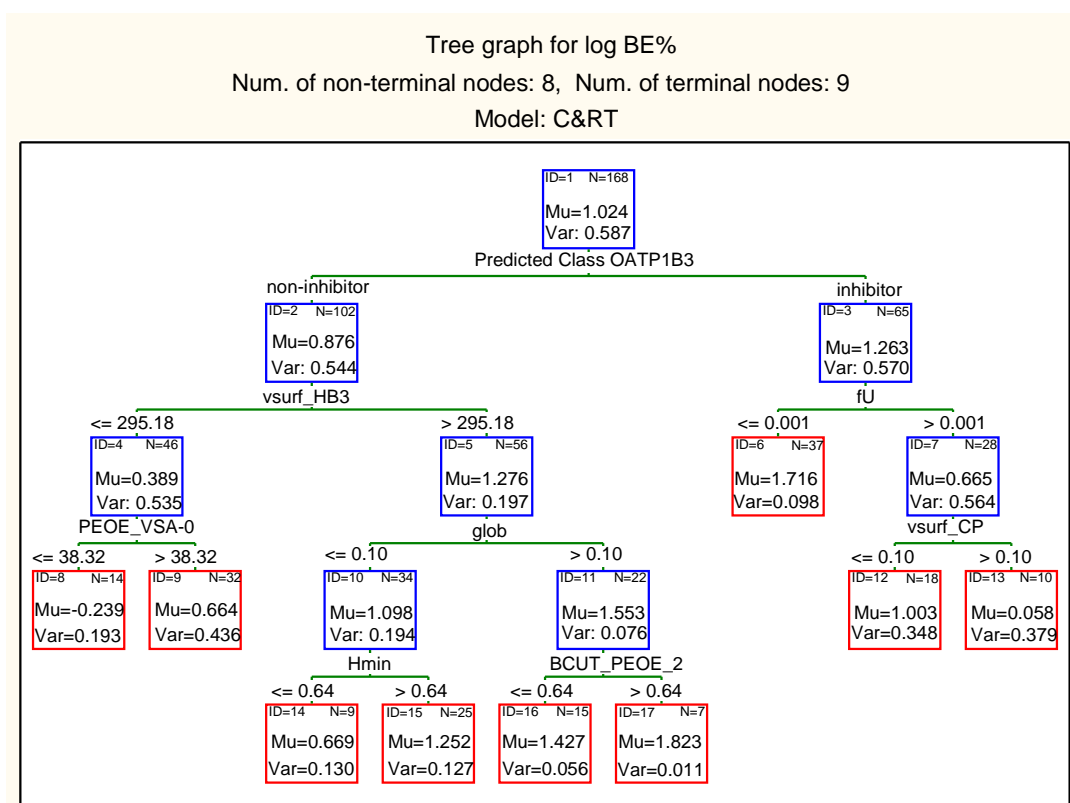 Tree graph for log BE%
Num. of non-terminal nodes: 8,  Num. of terminal nodes: 9
Model: C&RT
ID=1 N=168
Mu=1.024
Var: 0.587
Predicted Class OATP1B3
non-inhibitor inhibitor
ID=2 N=102 ID=3 N=65
Mu=0.876 Mu=1.263
Var: 0.544 Var: 0.570
vsurf_HB3 fU
<= 295.18 > 295.18 <= 0.001 > 0.001
ID=4 N=46 ID=5 N=56 ID=6 N=37 ID=7 N=28
Mu=0.389 Mu=1.276 Mu=1.716 Mu=0.665
Var: 0.535 Var: 0.197 Var=0.098 Var: 0.564
PEOE_VSA-0 glob vsurf_CP
<= 38.32 > 38.32 <= 0.10 > 0.10 <= 0.10 > 0.10
ID=8 N=14 ID=9 N=32 ID=10 N=34 ID=11 N=22 ID=12 N=18 ID=13 N=10
Mu=-0.239 Mu=0.664 Mu=1.098 Mu=1.553 Mu=1.003 Mu=0.058
Var=0.193 Var=0.436 Var: 0.194 Var: 0.076 Var=0.348 Var=0.379
Hmin BCUT_PEOE_2
<= 0.64 > 0.64 <= 0.64 > 0.64
ID=14 N=9 ID=15 N=25 ID=16 N=15 ID=17 N=7
Mu=0.669 Mu=1.252 Mu=1.427 Mu=1.823
Var=0.130 Var=0.127 Var=0.056 Var=0.011